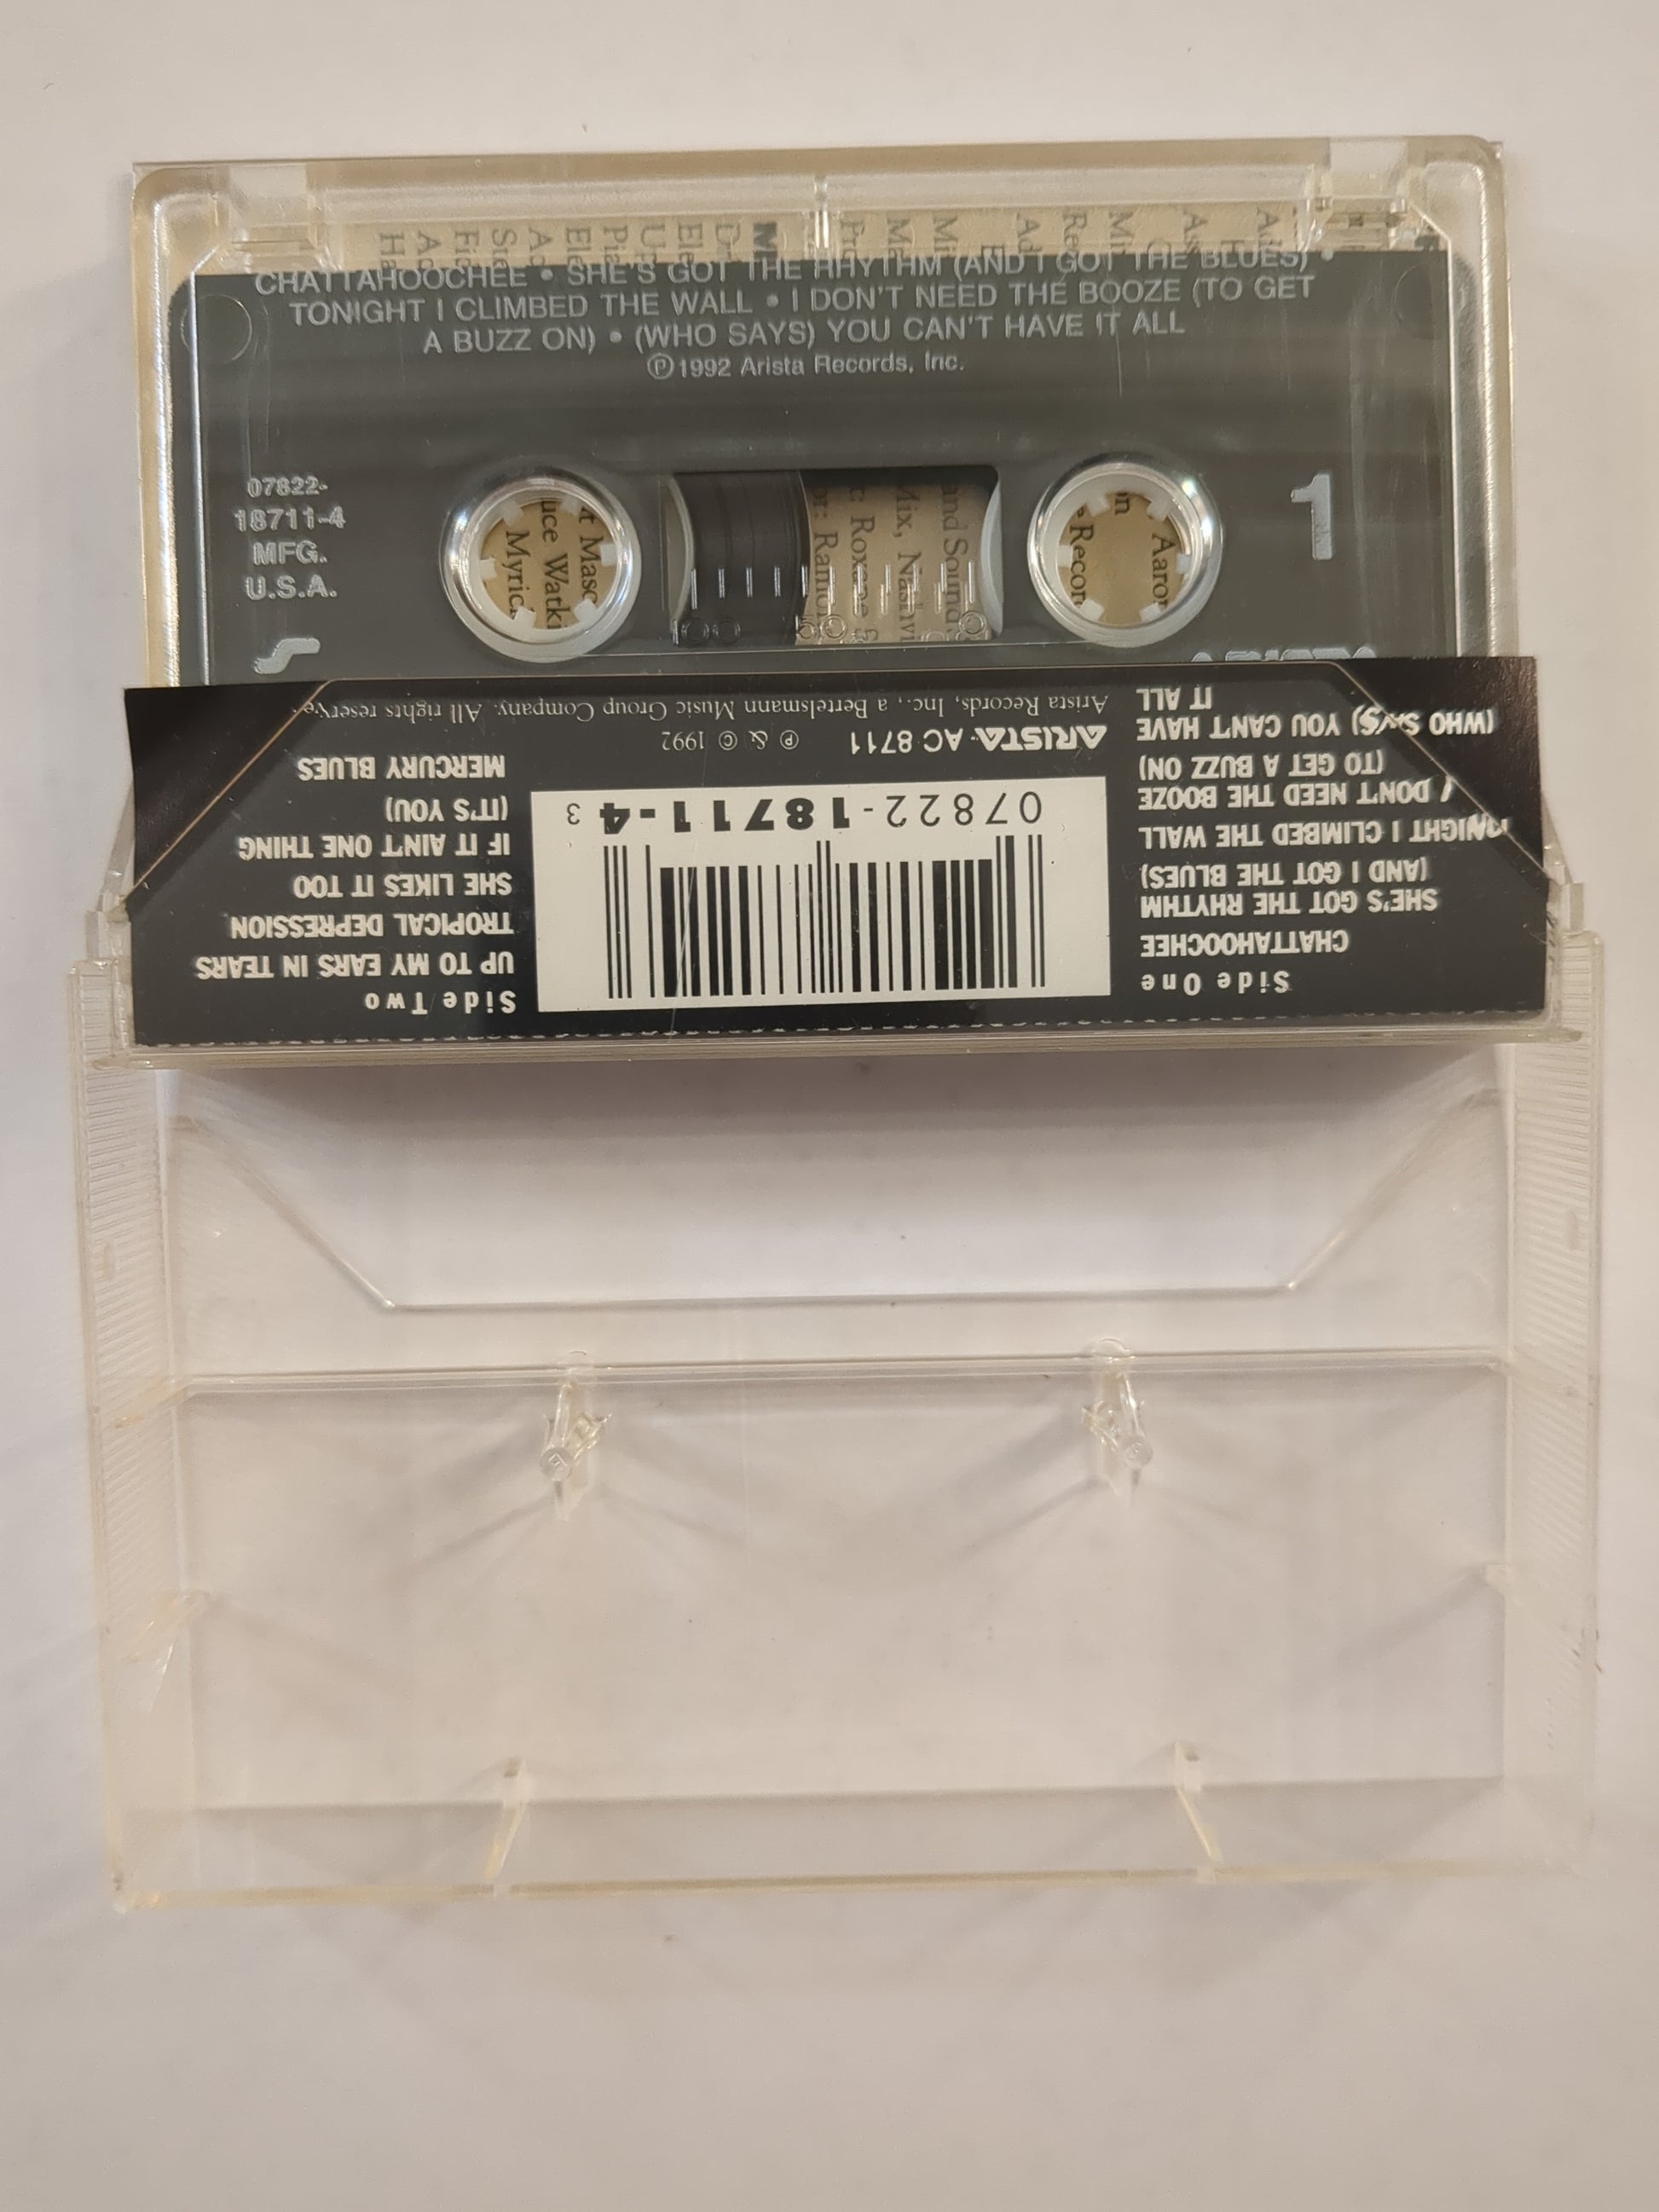 CHATTAHOOCHEE • SHE'S GOT THE RHYTHM (AND I GOT THE BLUES) •
TONIGHT I CLIMBED THE WALL • I DON'T NEED THE BOOZE (TO GET
A BUZZ ON) • (WHO SAYS) YOU CAN'T HAVE IT ALL
Ⓟ1992 Arista Records, Inc.
07822-
18711-4
MFG.
U.S.A.
1
Side One
CHATTAHOOCHEE
SHE'S GOT THE RHYTHM
(AND I GOT THE BLUES)
TONIGHT I CLIMBED THE WALL
I DON'T NEED THE BOOZE
(TO GET A BUZZ ON)
(WHO SAYS) YOU CAN'T HAVE
IT ALL
07822-18711-4 3
ARISTA AC 8711 Ⓟ & © 1992
Arista Records, Inc., a Bertelsmann Music Group Company. All rights reserve
Side Two
UP TO MY EARS IN TEARS
TROPICAL DEPRESSION
SHE LIKES IT TOO
IF IT AIN'T ONE THING
(IT'S YOU)
MERCURY BLUES